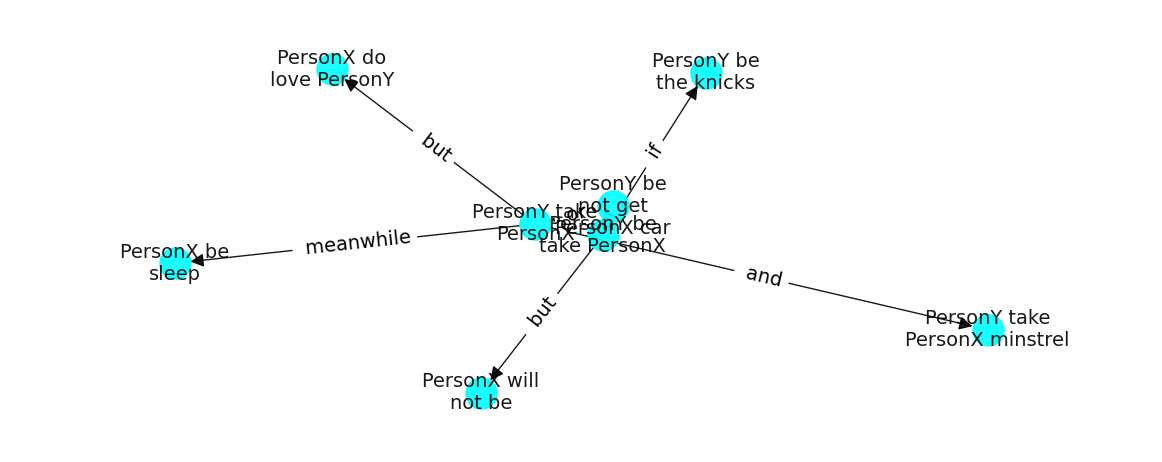 PersonX do
love PersonY
PersonY be
the knicks
but
if
PersonY be
not get
PersonX car
PersonY take
PersonX
PersonY be
take PersonX
meanwhile
PersonX be
sleep
and
but
PersonY take
PersonX minstrel
PersonX will
not be